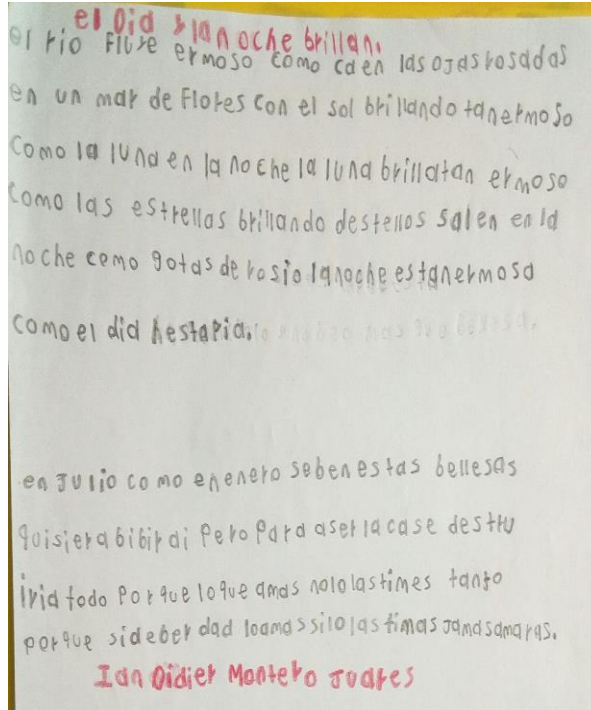 el Did y la noche brillan.
el rio Fluye ermoso como caen las ojas rosadas
en un mar de Flores con el sol brillando tan ermoso
como la luna en la noche la luna brilla tan ermoso
como las estrellas brillando destellos salen en la
noche como gotas de rosio la noche es tan ermosa
como el dia hestaria.
en Julio como en enero se ben estas bellesas
quisiera bibir ai Pero Para aser la case destru
iria todo Porque lo que amas no lo lastimes tanto
porque si deber dad lo amas si lo lastimas Jamas amaras.
Ian Didier Montero Juares